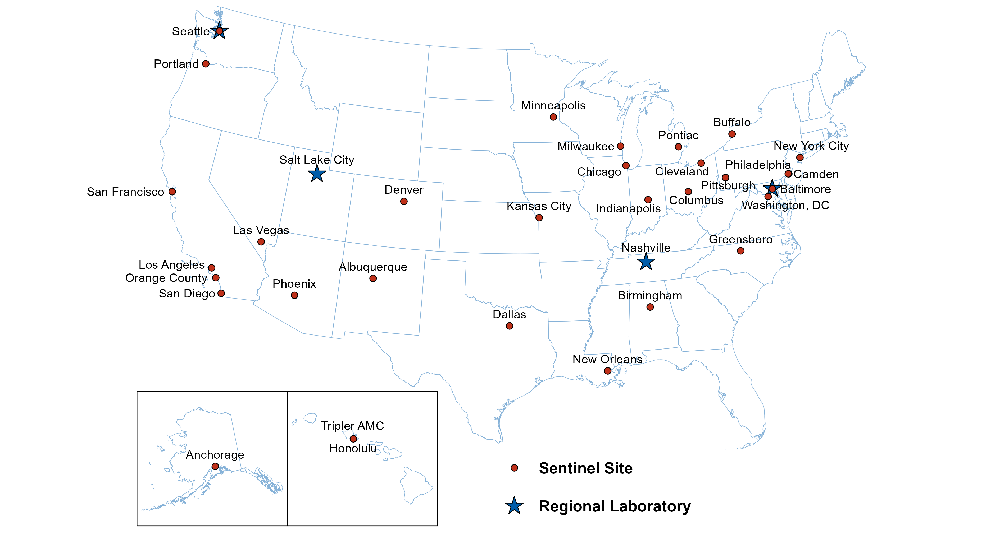 Seattle
Portland
Minneapolis
Buffalo
Pontiac
Milwaukee
New York City
Salt Lake City
Philadelphia
Chicago
Cleveland
Camden
Pittsburgh
Baltimore
San Francisco
Denver
Columbus
Kansas City
Indianapolis
Washington, DC
Las Vegas
Greensboro
Nashville
Los Angeles
Albuquerque
Orange County
Phoenix
San Diego
Birmingham
Dallas
New Orleans
Tripler AMC
Honolulu
Anchorage
Sentinel Site
Regional Laboratory